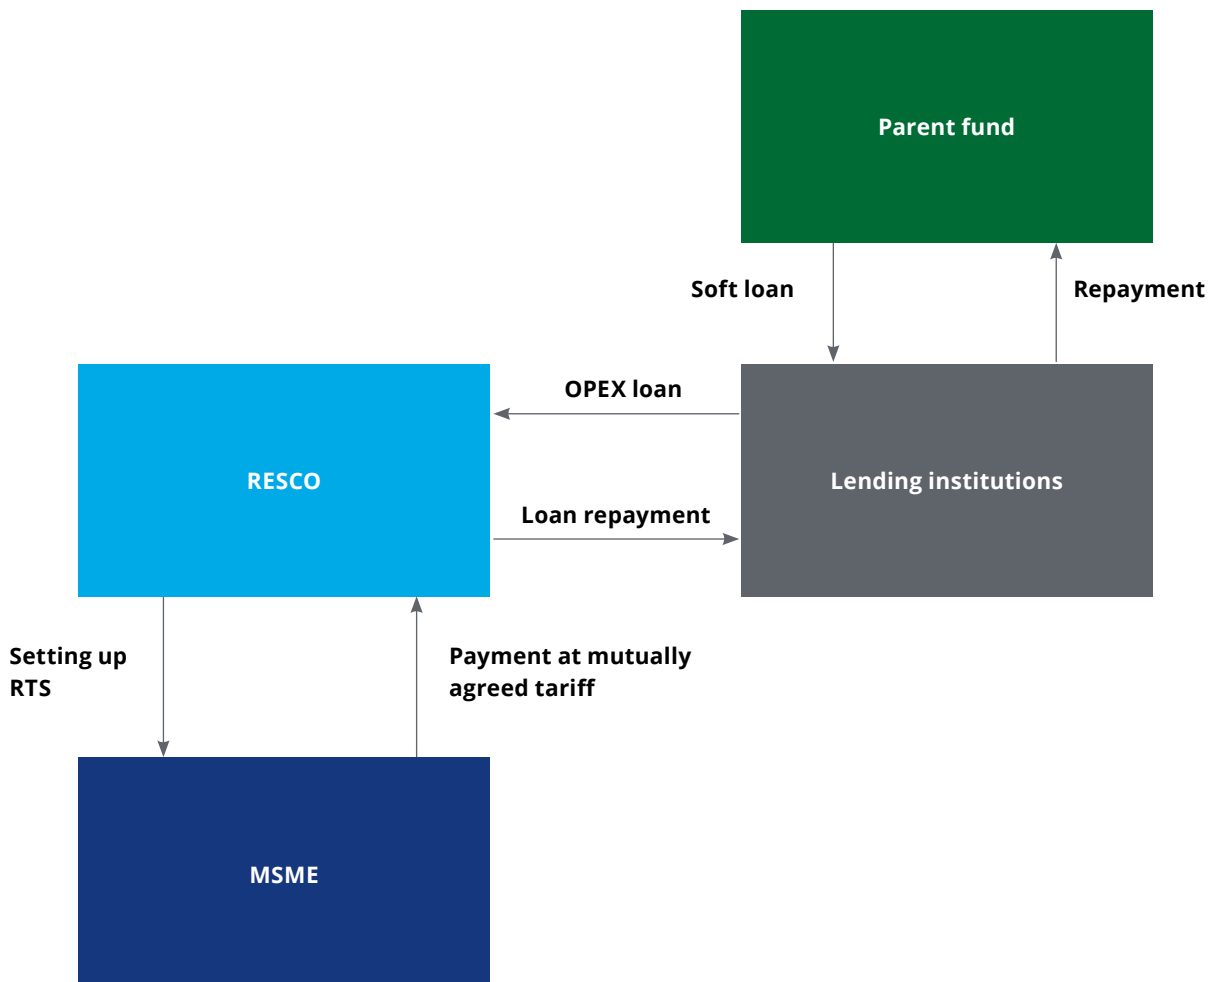 Parent fund
Soft loan
Repayment
OPEX loan
RESCO
Lending institutions
Loan repayment
Setting up
RTS
Payment at mutually
agreed tariff
MSME